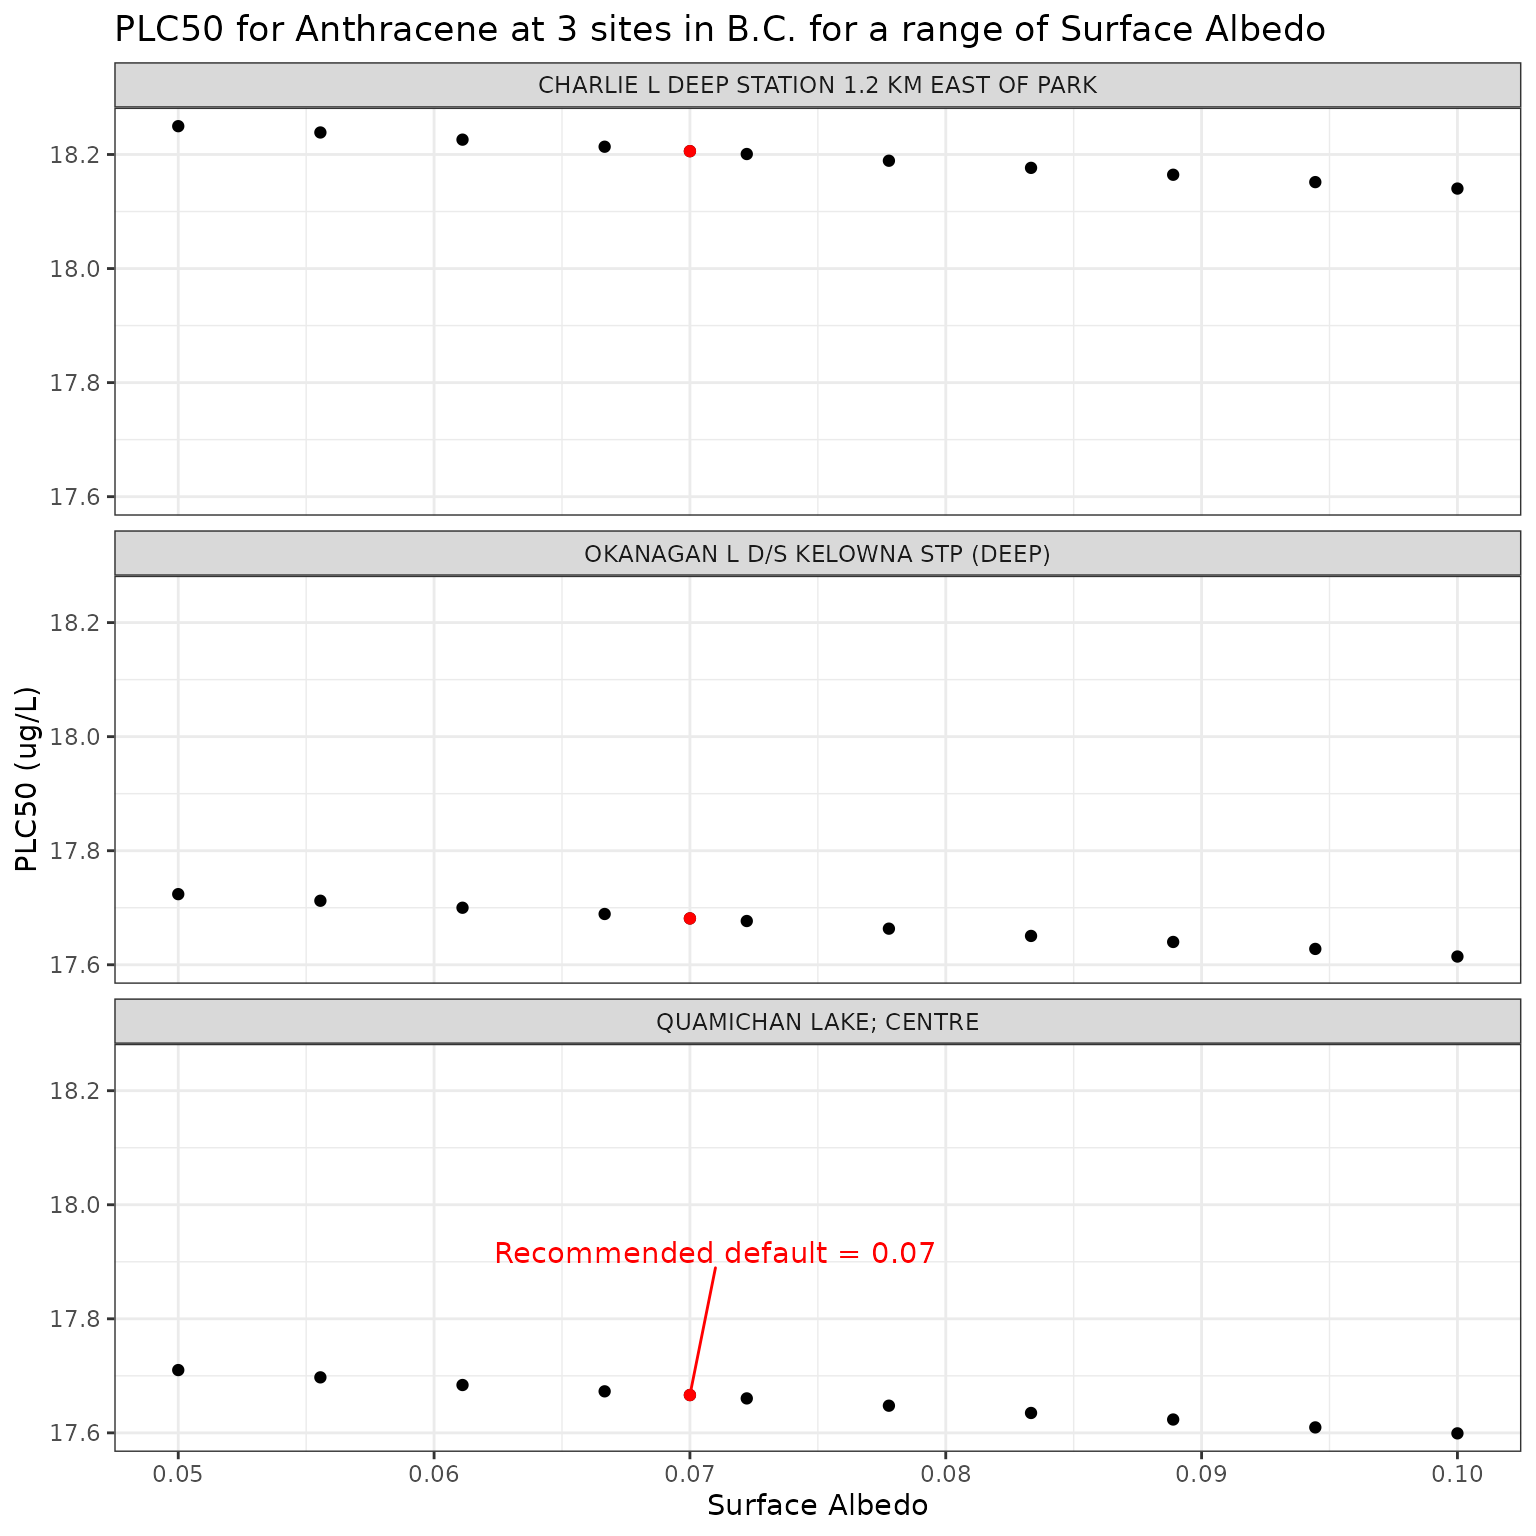 PLC50 for Anthracene at 3 sites in B.C. for a range of Surface Albedo
CHARLIE L DEEP STATION 1.2 KM EAST OF PARK
18.2
18.0
17.8
17.6
OKANAGAN L D/S KELOWNA STP (DEEP)
18.2
18.0
17.8
17.6
PLC50 (ug/L)
QUAMICHAN LAKE; CENTRE
18.2
18.0
Recommended default = 0.07
17.8
17.6
0.05 0.06 0.07 0.08 0.09 0.10
Surface Albedo